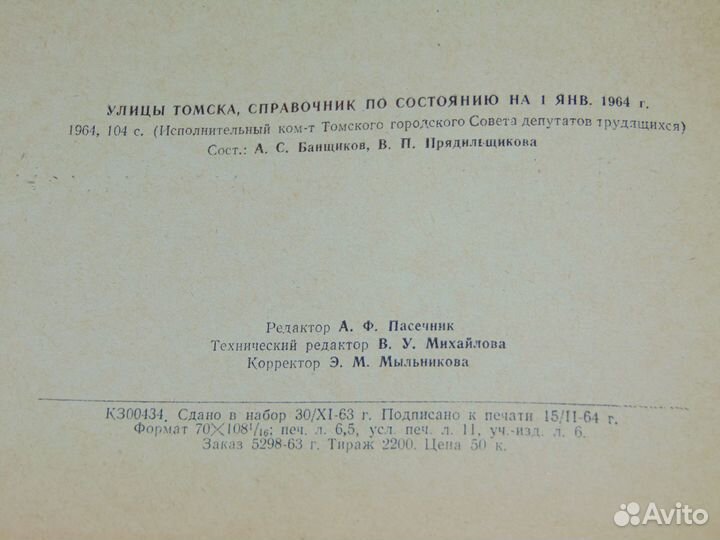 УЛИЦЫ ТОМСКА, СПРАВОЧНИК ПО СОСТОЯНИЮ НА 1 ЯНВ. 1964 г.
1964, 104 с. (Исполнительный ком-т Томского городского Совета депутатов трудящихся)
Сост.: А. С. Банщиков, В. П. Прядильщикова
Редактор А. Ф. Пасечник
Технический редактор В. У. Михайлова
Корректор Э. М. Мыльникова
К300434. Сдано в набор 30/XI-63 г. Подписано к печати 15/II-64 г.
Формат 70×108¹/₁₆; печ. л. 6,5, усл. печ. л. 11, уч.-изд. л. 6.
Заказ 5298-63 г. Тираж 2200. Цена 50 к.
Avito